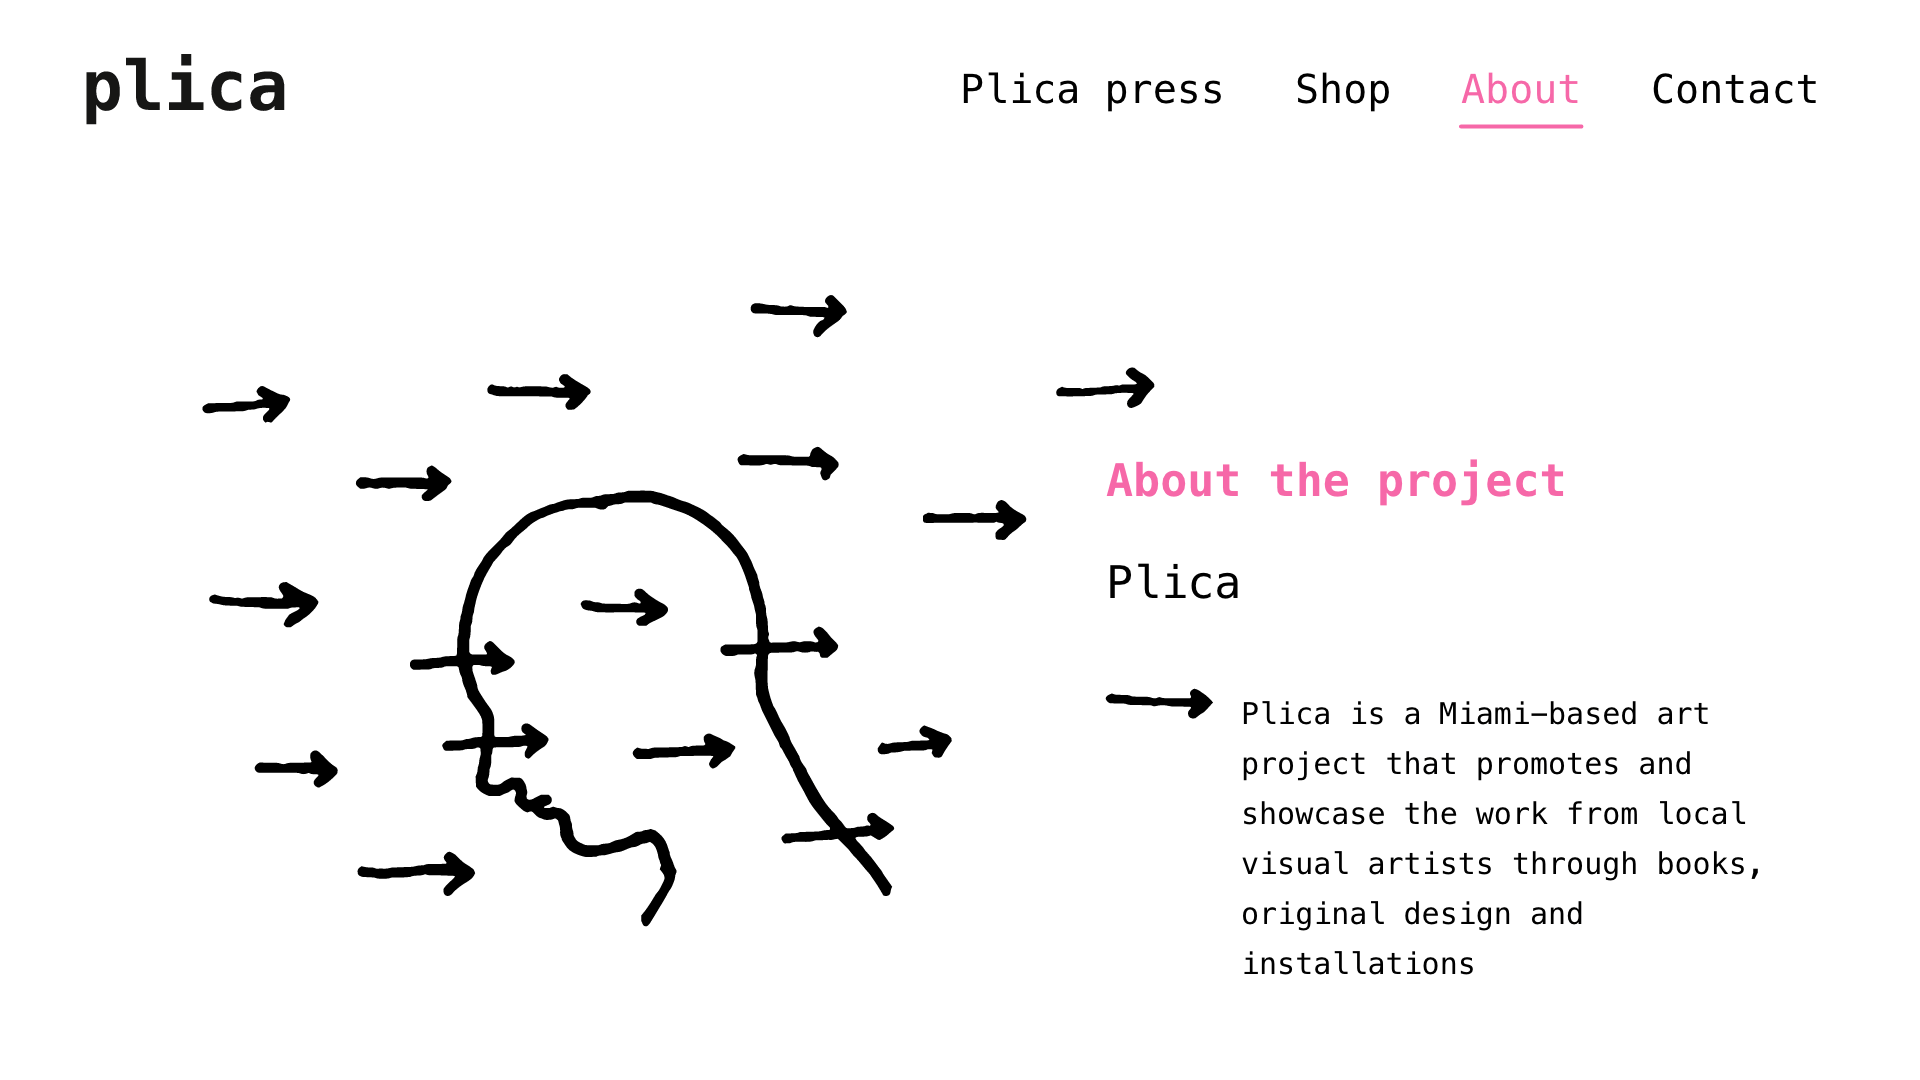 plica
Plica press Shop About Contact
About the project
Plica
Plica is a Miami–based art
project that promotes and
showcase the work from local
visual artists through books,
original design and
installations